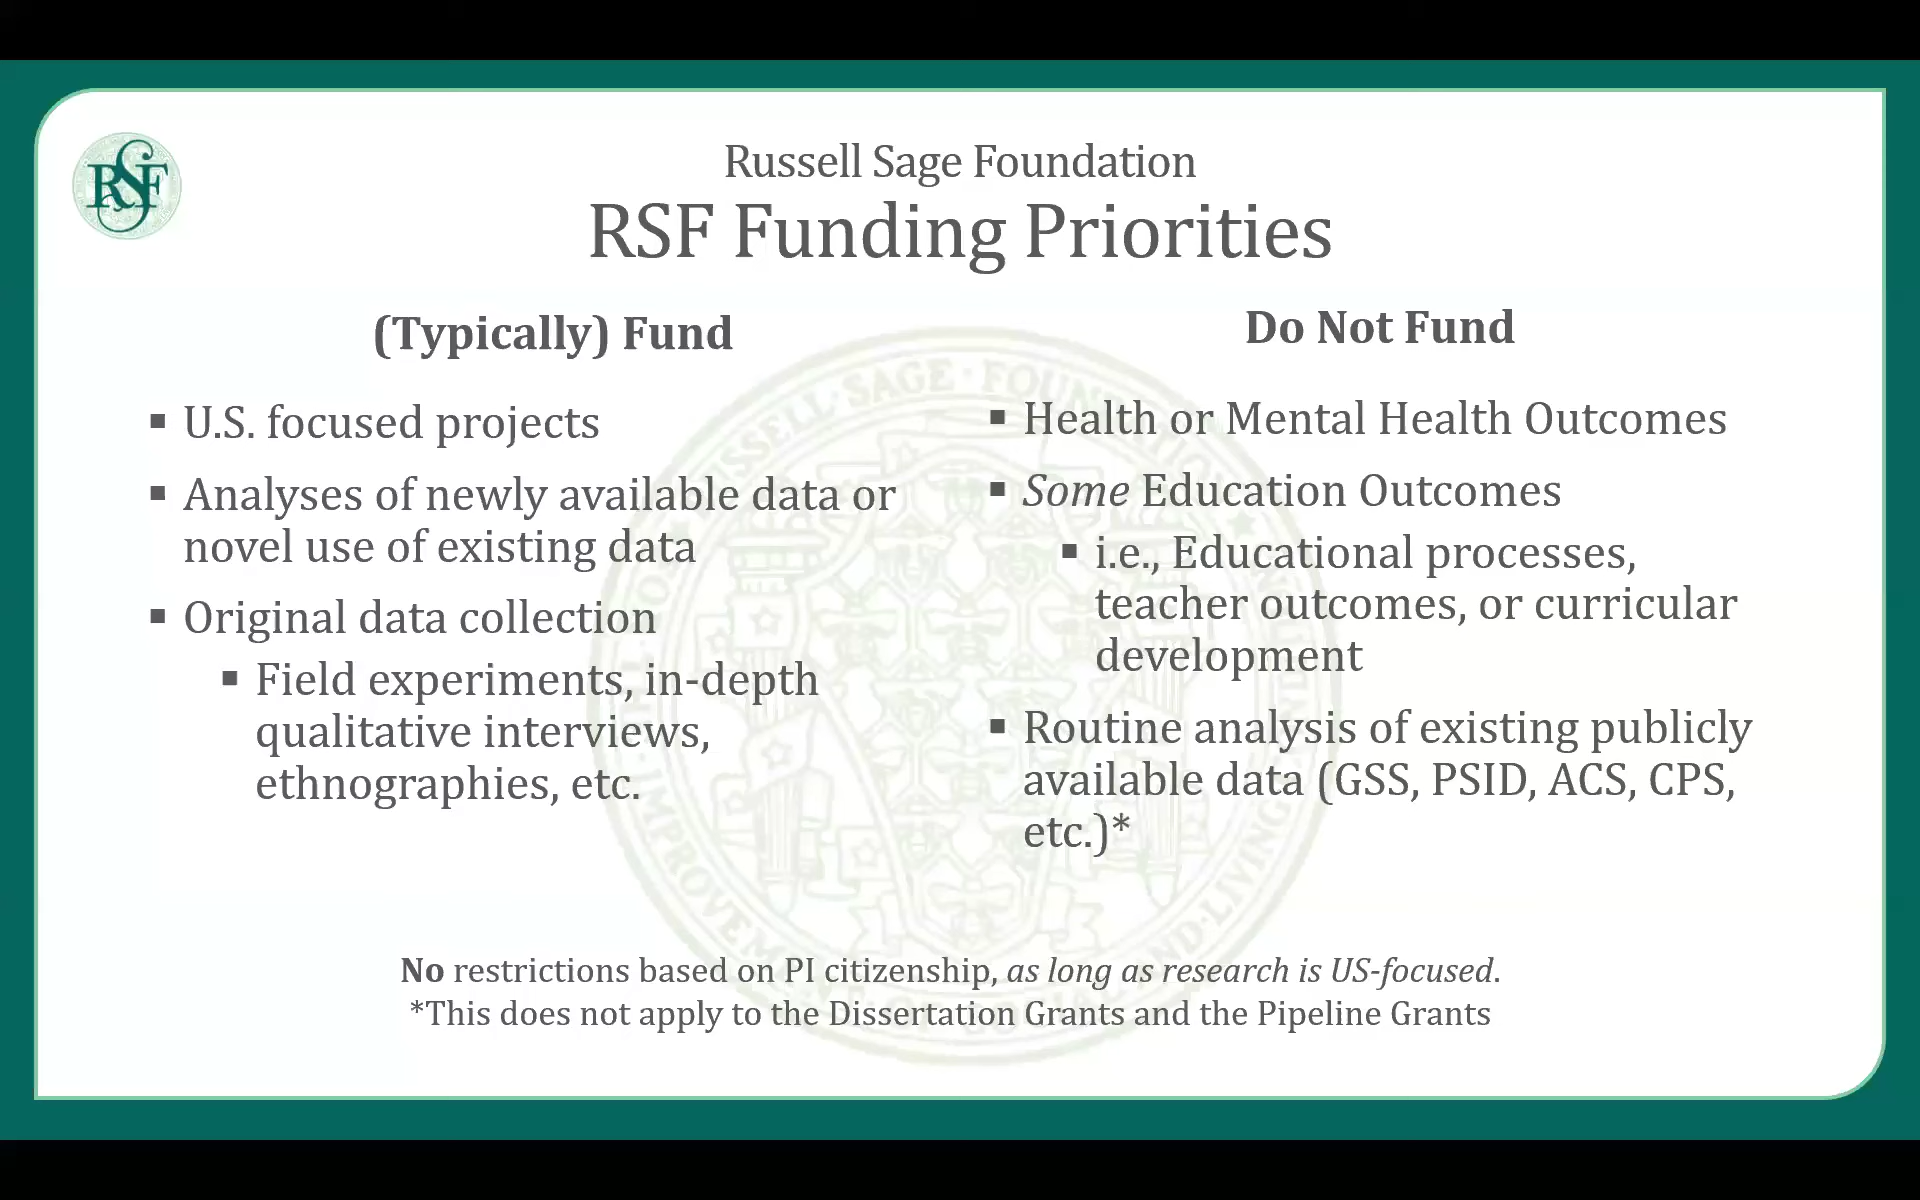 RSF
Russell Sage Foundation
RSF Funding Priorities
(Typically) Fund
▪ U.S. focused projects
▪ Analyses of newly available data or
novel use of existing data
▪ Original data collection
▪ Field experiments, in-depth
qualitative interviews,
ethnographies, etc.
Do Not Fund
▪ Health or Mental Health Outcomes
▪ Some Education Outcomes
▪ i.e., Educational processes,
teacher outcomes, or curricular
development
▪ Routine analysis of existing publicly
available data (GSS, PSID, ACS, CPS,
etc.)*
No restrictions based on PI citizenship, as long as research is US-focused.
*This does not apply to the Dissertation Grants and the Pipeline Grants
RUSSELL SAGE FOUNDATION